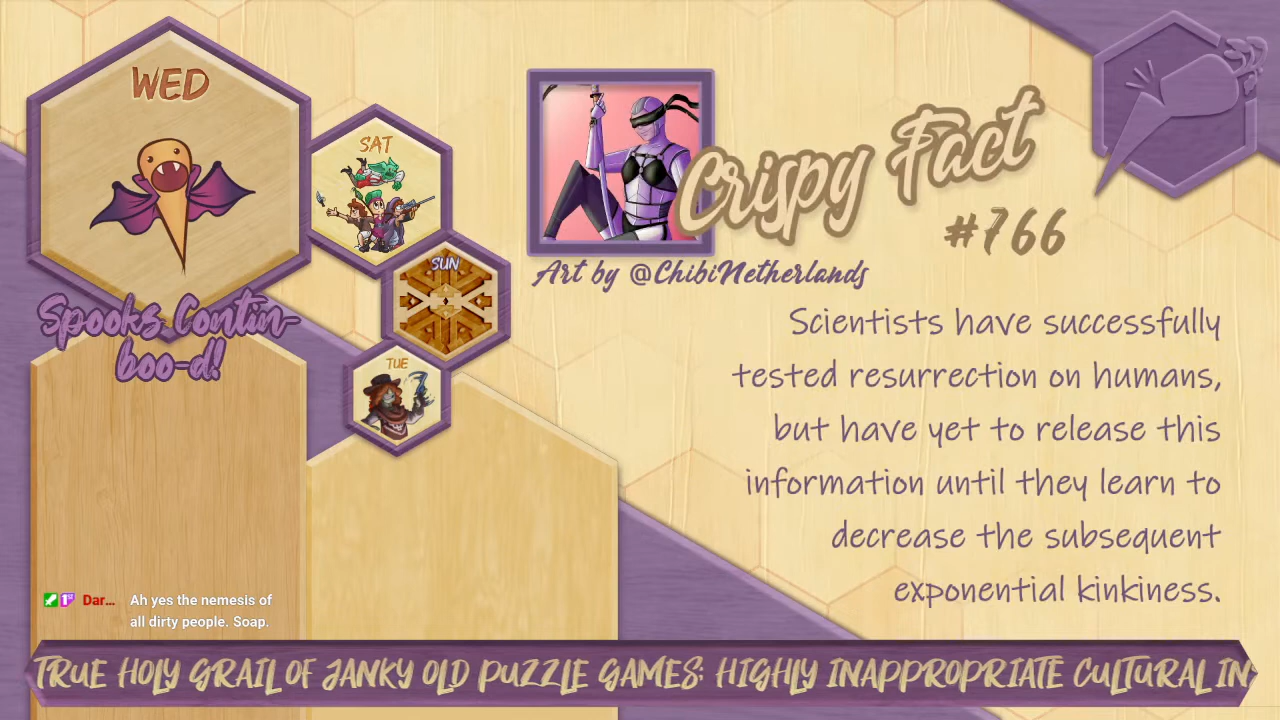 WED
SAT
SUN
TUE
Spooks Contin-
boo-d!
Crispy Fact
#766
Art by @ChibiNetherlands
Scientists have successfully
tested resurrection on humans,
but have yet to release this
information until they learn to
decrease the subsequent
exponential kinkiness.
Dar... Ah yes the nemesis of
all dirty people. Soap.
TRUE HOLY GRAIL OF JANKY OLD PUZZLE GAMES: HIGHLY INAPPROPRIATE CULTURAL IN